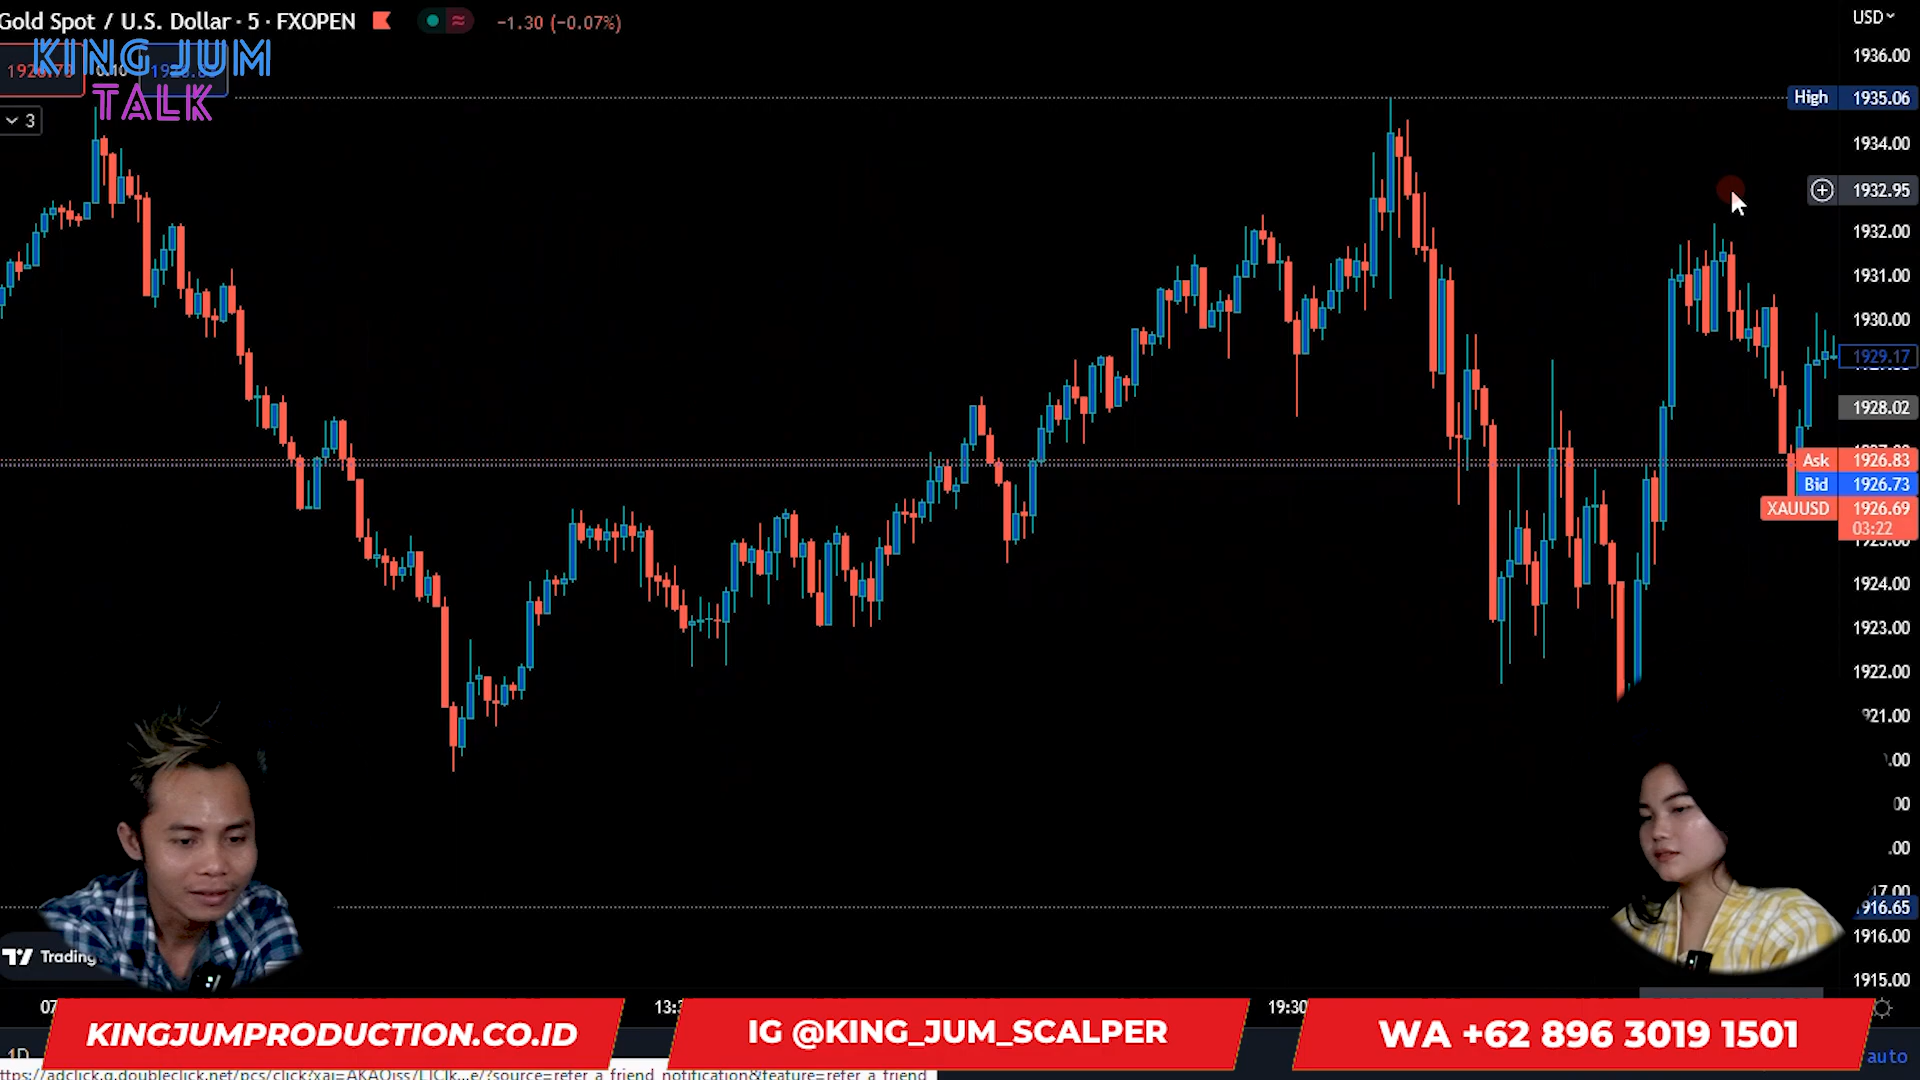 Gold Spot / U.S. Dollar · 5 · FXOPEN
−1.30 (−0.07%)
USD
KING JUM
TALK
0.10
3
1936.00
High 1935.06
1934.00
1932.95
1932.00
1931.00
1930.00
1929.17
1928.02
Ask 1926.83
Bid 1926.73
XAUUSD 1926.69
03:22
1924.00
1923.00
1922.00
1916.65
1916.00
1915.00
19:30
KINGJUMPRODUCTION.CO.ID
IG @KING_JUM_SCALPER
WA +62 896 3019 1501
1D
auto